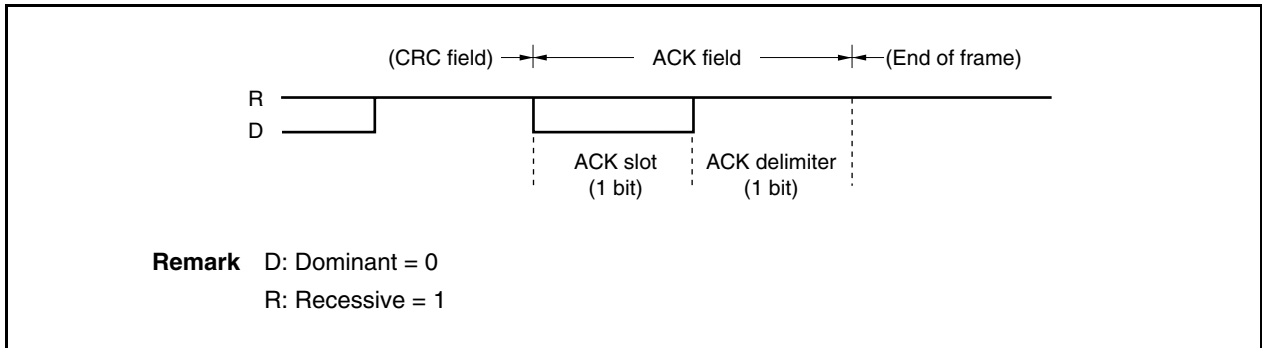 (CRC field) ACK field (End of frame)
R
D
ACK slot ACK delimiter
(1 bit) (1 bit)
Remark D: Dominant = 0
R: Recessive = 1